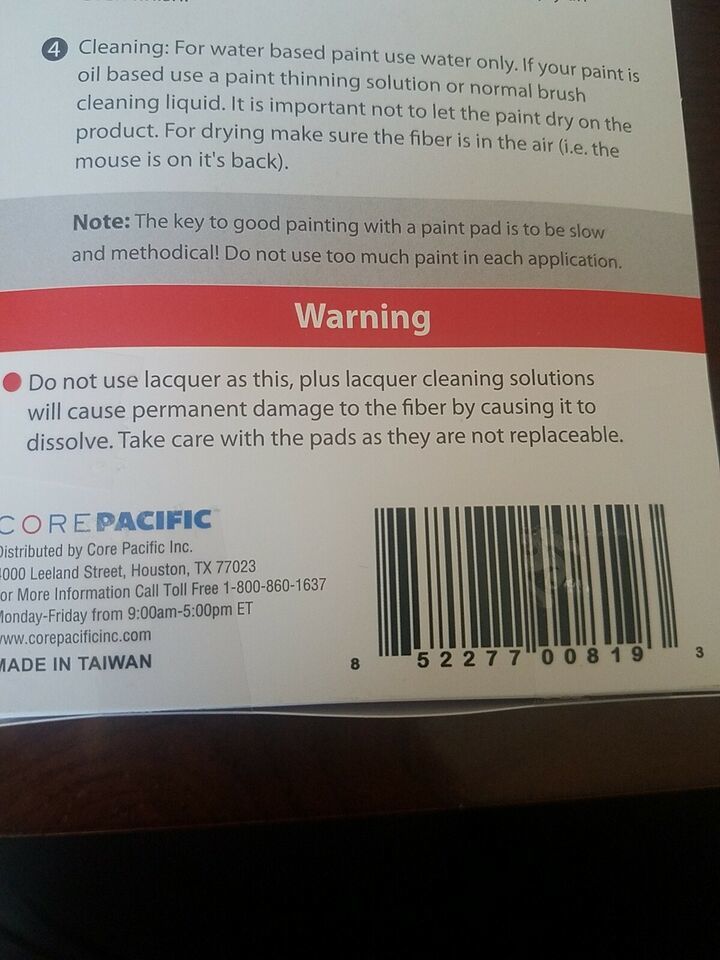 4 Cleaning: For water based paint use water only. If your paint is
oil based use a paint thinning solution or normal brush
cleaning liquid. It is important not to let the paint dry on the
product. For drying make sure the fiber is in the air (i.e. the
mouse is on it's back).
Note: The key to good painting with a paint pad is to be slow
and methodical! Do not use too much paint in each application.
Warning
Do not use lacquer as this, plus lacquer cleaning solutions
will cause permanent damage to the fiber by causing it to
dissolve. Take care with the pads as they are not replaceable.
COREPACIFIC
Distributed by Core Pacific Inc.
4000 Leeland Street, Houston, TX 77023
For More Information Call Toll Free 1-800-860-1637
Monday-Friday from 9:00am-5:00pm ET
www.corepacificinc.com
MADE IN TAIWAN
8 52277 00819 3